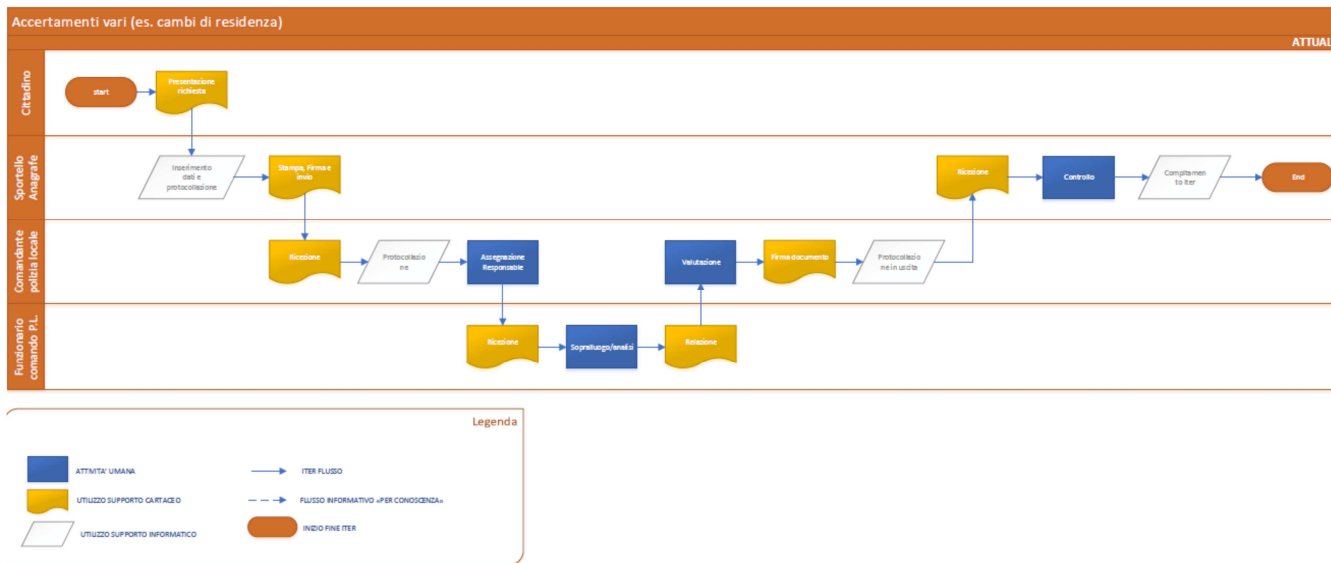 Accertamenti vari (es. cambi di residenza)
ATTUAL
Cittadino
start
Presentazione
richiesta
Sportello
Anagrafe
Inserimento
dati e
protocollazione
Stampa, Firma e
invio
Ricezione
Controllo
Compltamen
to Iter
End
Comandante
polizia locale
Ricezione
Protocollazio
ne
Assegnazione
Responsable
Valutazione
Firma documento
Protocollazio
ne in uscita
Funzionario
comando P.L.
Ricezione
Sopralluogo/analisi
Relazione
Legenda
ATTIVITA' UMANA
ITER FLUSSO
UTILIZZO SUPPORTO CARTACEO
FLUSSO INFORMATIVO «PER CONOSCENZA»
UTILIZZO SUPPORTO INFORMATICO
INIZIO FINE ITER